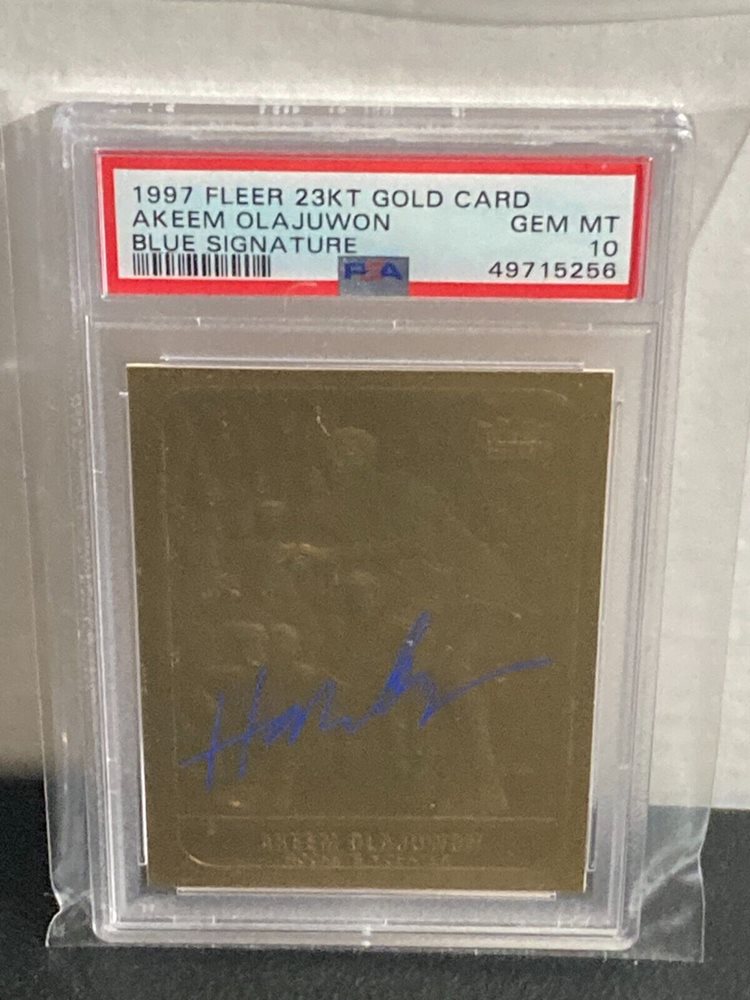 1997 FLEER 23KT GOLD CARD
AKEEM OLAJUWON GEM MT
BLUE SIGNATURE 10
PSA 49715256
AKEEM OLAJUWON